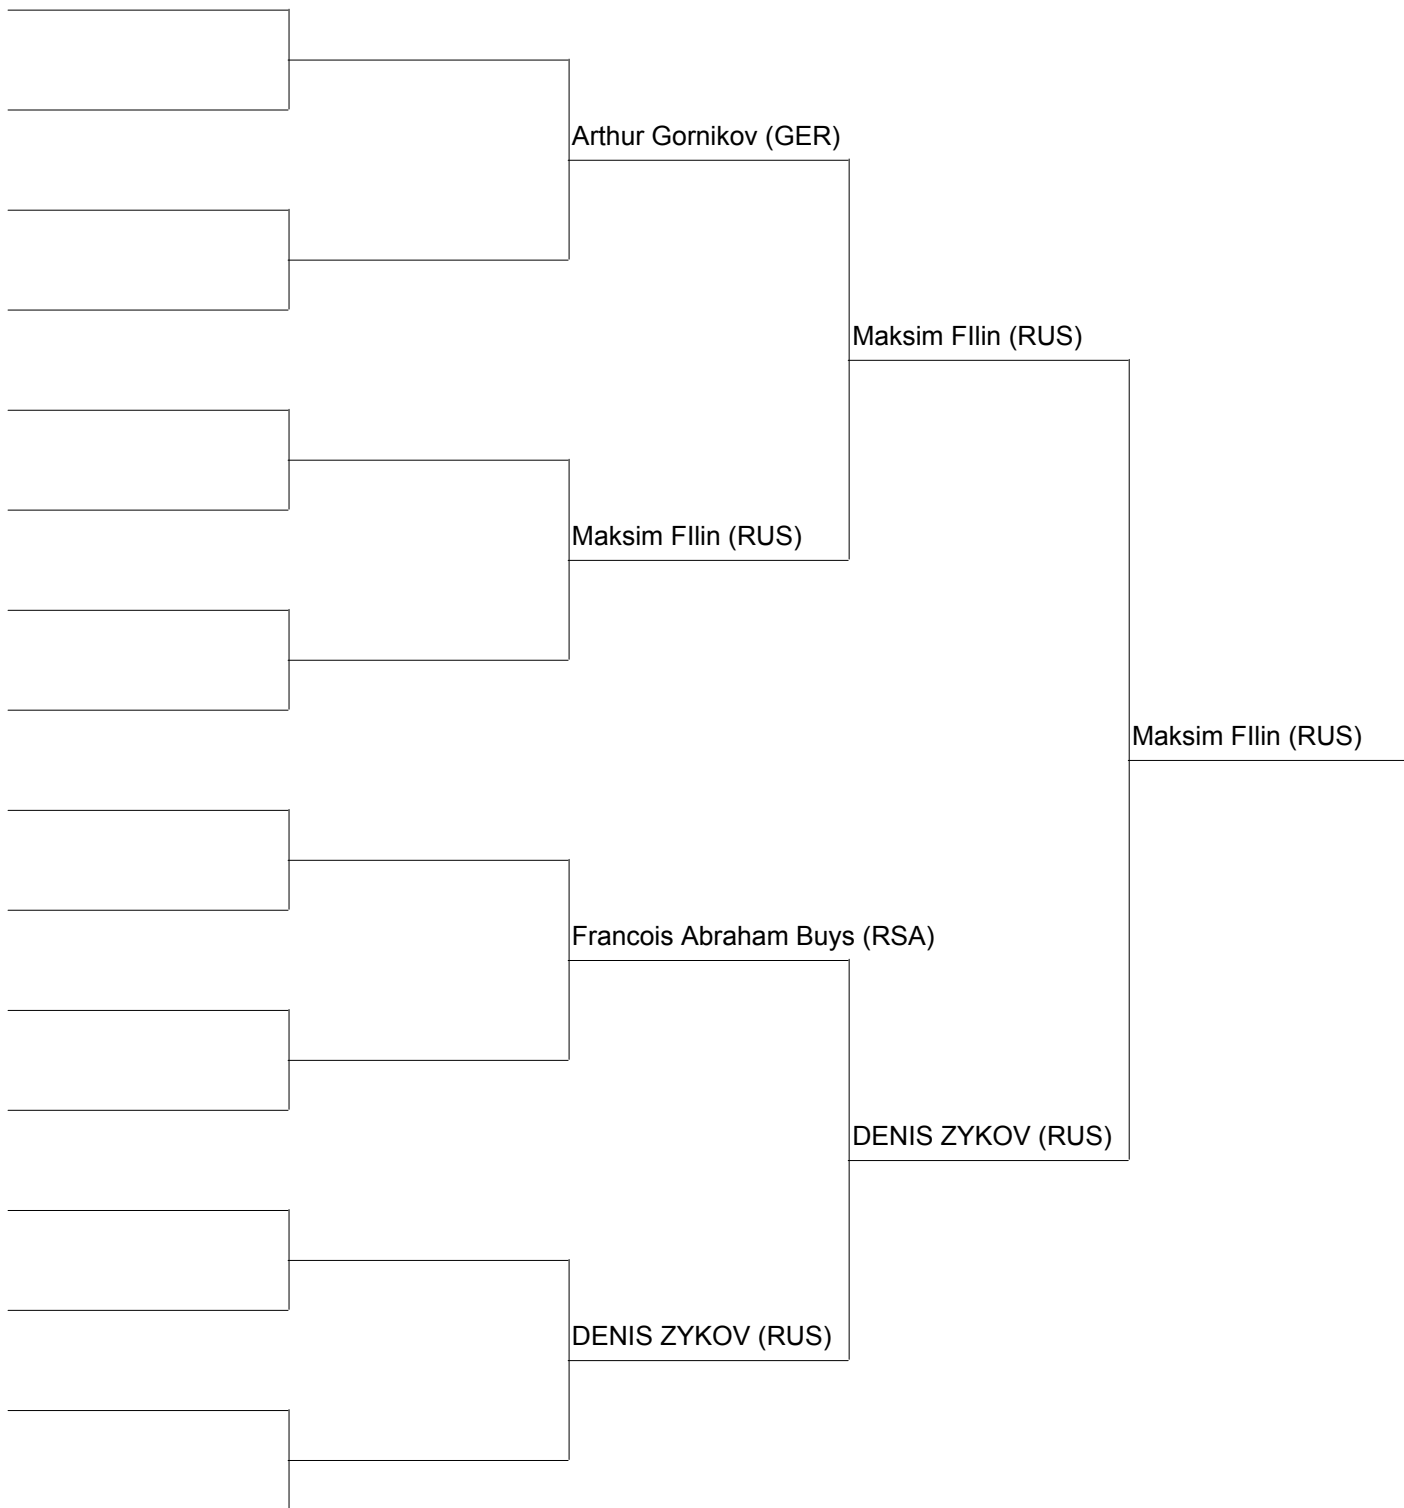 Arthur Gornikov (GER)
Maksim FIlin (RUS)
Maksim FIlin (RUS)
Maksim FIlin (RUS)
Francois Abraham Buys (RSA)
DENIS ZYKOV (RUS)
DENIS ZYKOV (RUS)